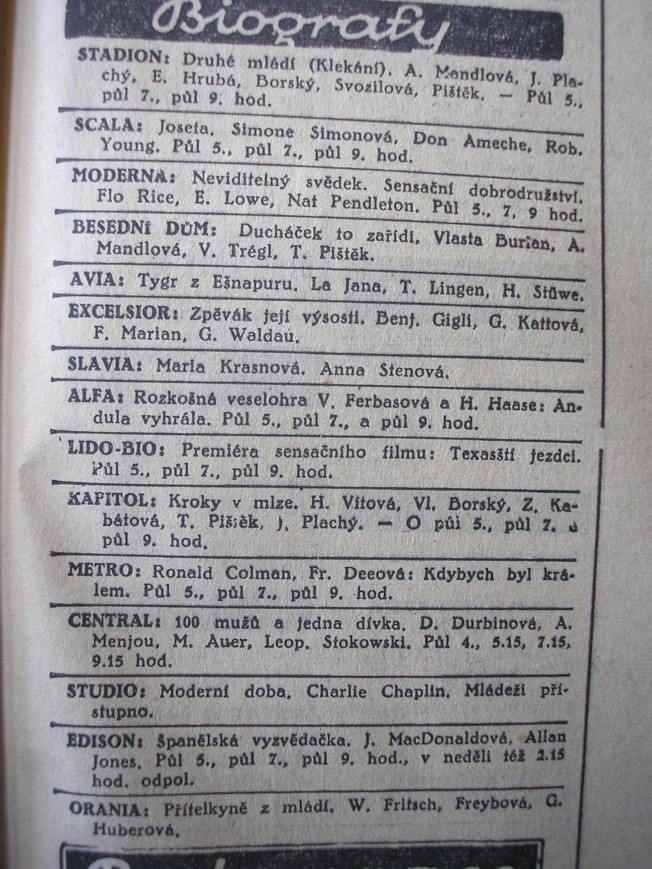 Biografy
STADION: Druhé mládí (Klekání). A. Mandlová, J. Pla-
chý, E. Hrubá, Borský, Svozilová, Pištěk. — Půl 5.,
půl 7., půl 9. hod.
SCALA: Joseta. Simone Simonová, Don Ameche, Rob.
Young. Půl 5., půl 7., půl 9. hod.
MODERNA: Neviditelný svědek. Sensační dobrodružství.
Flo Rice, E. Lowe, Nat Pendleton. Půl 5., 7, 9 hod.
BESEDNÍ DŮM: Ducháček to zařídí. Vlasta Burian, A.
Mandlová, V. Trégl, T. Pištěk.
AVIA: Tygr z Ešnapuru. La Jana, T. Lingen, H. Stüwe.
EXCELSIOR: Zpěvák její výsosti. Benj. Gigli, G. Kattová,
F. Marian, G. Waldau.
SLAVIA: Maria Krasnová. Anna Stenová.
ALFA: Rozkošná veselohra V. Ferbasová a H. Haase: An-
dula vyhrála. Půl 5., půl 7., a půl 9. hod.
LIDO-BIO: Premiéra sensačního filmu: Texasští jezdci.
Půl 5., půl 7., půl 9. hod.
KAPITOL: Kroky v mlze. H. Vítová, Vl. Borský, Z. Ka-
bátová, T. Pištěk, J. Plachý. — O půl 5., půl 7. a
půl 9. hod.
METRO: Ronald Colman, Fr. Deeová: Kdybych byl krá-
lem. Půl 5., půl 7., půl 9. hod.
CENTRAL: 100 mužů a jedna dívka. D. Durbinová, A.
Menjou, M. Auer, Leop. Stokowski. Půl 4., 5.15, 7.15,
9.15 hod.
STUDIO: Moderní doba. Charlie Chaplin. Mládeži pří-
stupno.
EDISON: Španělská vyzvědačka. J. MacDonaldová, Allan
Jones. Půl 5., půl 7., půl 9. hod., v neděli též 2.15
hod. odpol.
ORANIA: Přítelkyně z mládí. W. Fritsch, Freybová, G.
Huberová.